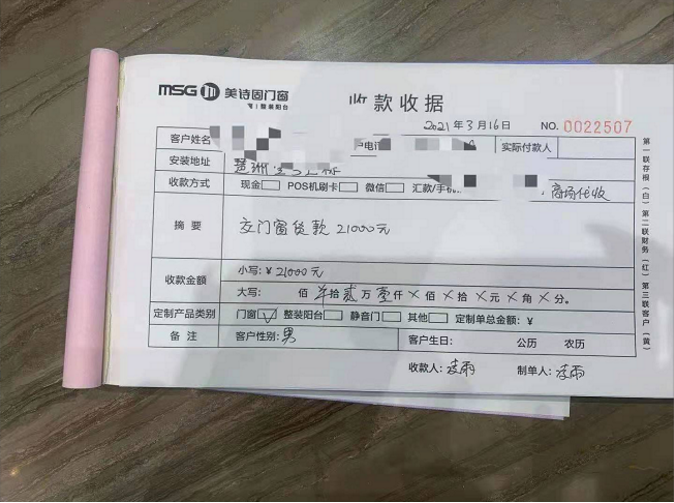 MSG 美诗固门窗
整装阳台
收款收据
2021年3月16日 NO. 0022507
客户姓名 实际付款人
安装地址
收款方式 现金 POS机刷卡 微信 汇款/手机 商场代收
摘要 交门窗货款 21000元
收款金额 小写:¥21000元
大写: 佰 拾贰万壹仟×佰×拾×元×角×分。
定制产品类别 门窗 整装阳台 静音门 其他 定制单总金额:¥
备注 客户性别:男 客户生日: 公历 农历
收款人:凌雨 制单人:凌雨
第一联存根(白)第二联财务(红)第三联客户(黄)